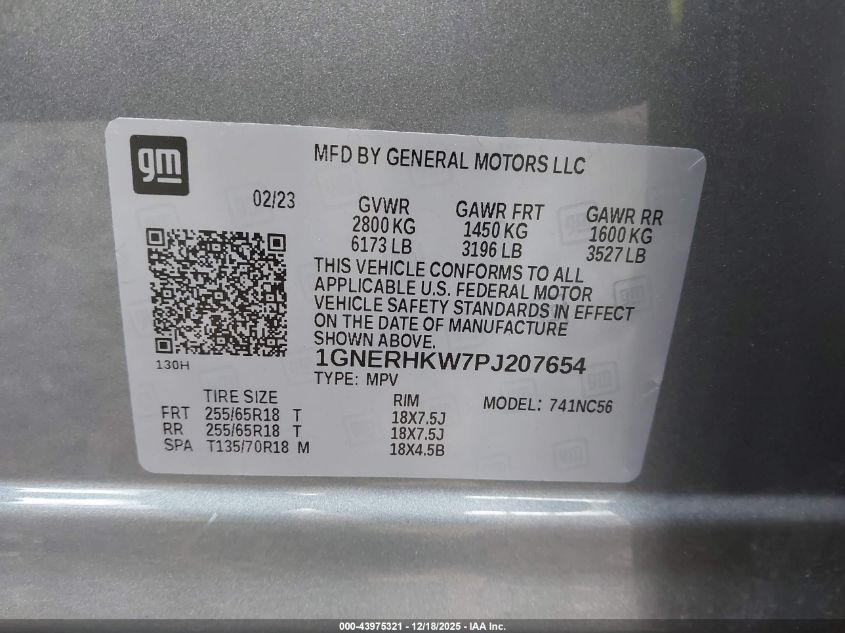 gm
MFD BY GENERAL MOTORS LLC
02/23
GVWR GAWR FRT GAWR RR
2800 KG 1450 KG 1600 KG
6173 LB 3196 LB 3527 LB
THIS VEHICLE CONFORMS TO ALL
APPLICABLE U.S. FEDERAL MOTOR
VEHICLE SAFETY STANDARDS IN EFFECT
ON THE DATE OF MANUFACTURE
SHOWN ABOVE.
130H
1GNERHKW7PJ207654
TYPE: MPV
TIRE SIZE RIM MODEL: 741NC56
FRT 255/65R18 T 18X7.5J
RR 255/65R18 T 18X7.5J
SPA T135/70R18 M 18X4.5B
000-43975321 - 12/18/2025 - IAA Inc.